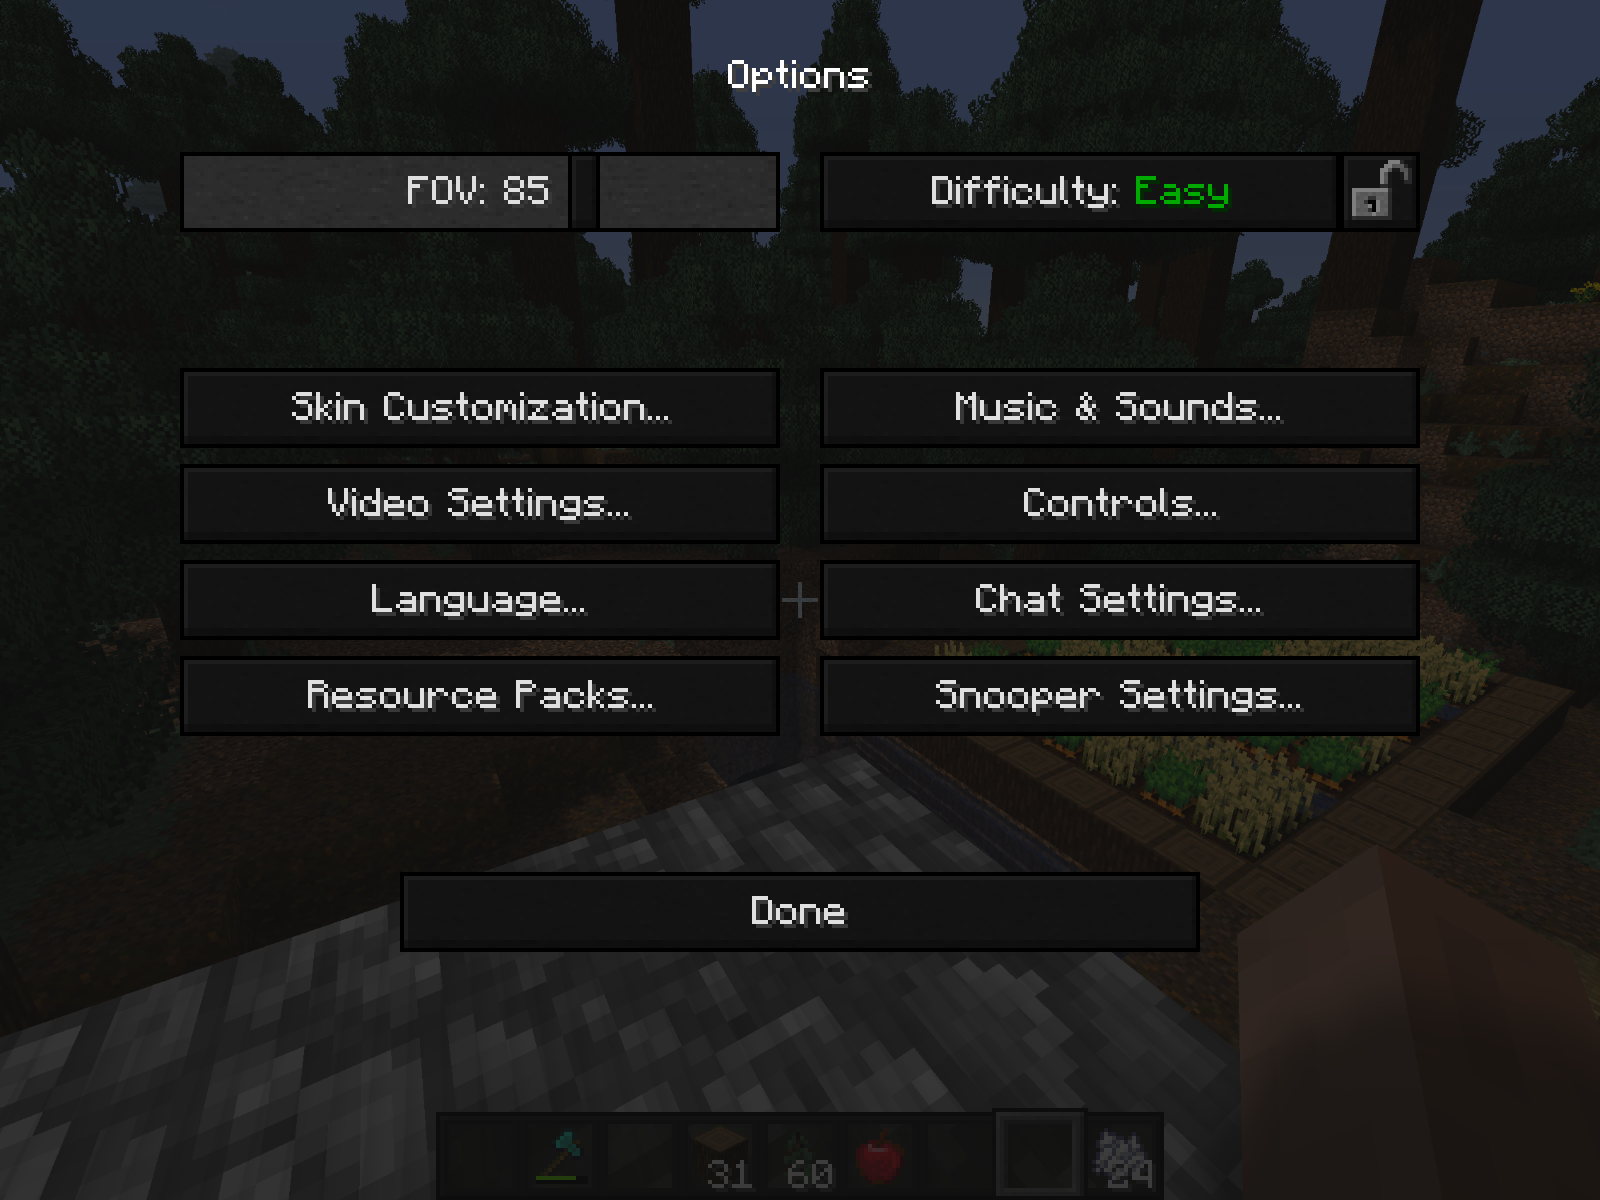 Options
FOV: 85
Difficulty: Easy
Skin Customization...
Music & Sounds...
Video Settings...
Controls...
Language...
Chat Settings...
Resource Packs...
Snooper Settings...
Done
31
60
24